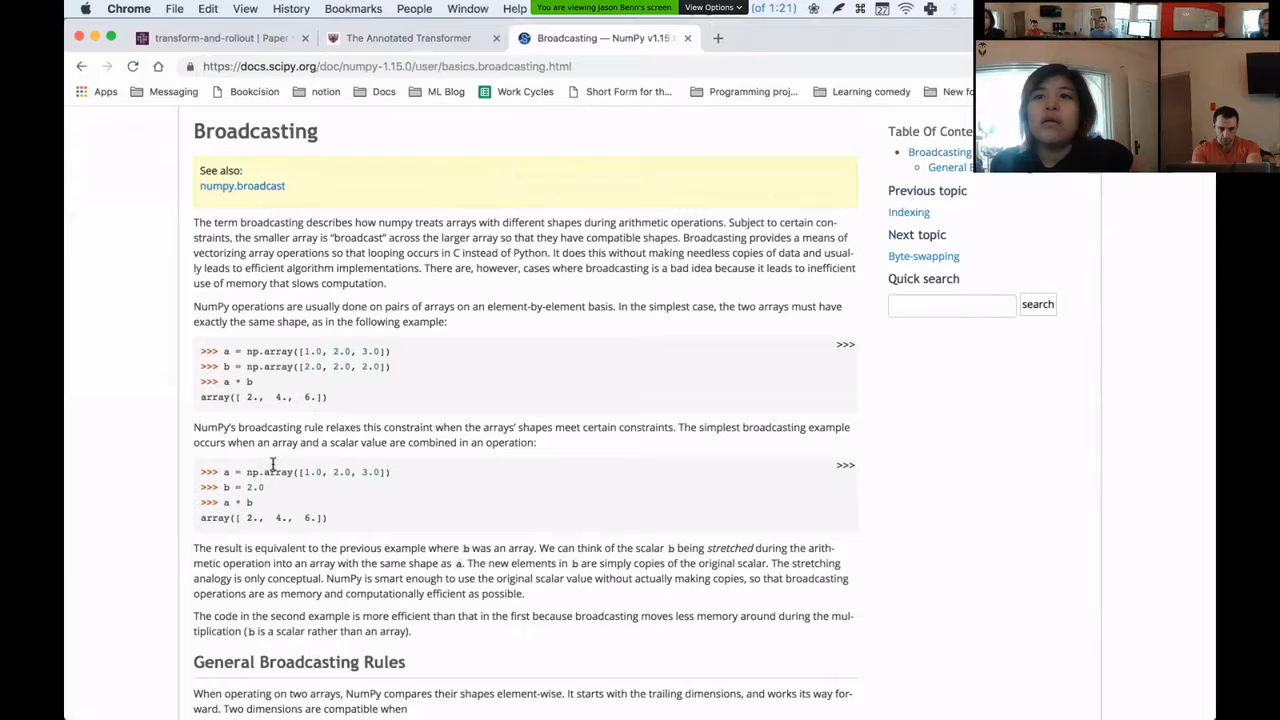 Chrome File Edit View History Bookmarks People Window Help You are viewing Jason Benn's screen View Options (of 1:21)
transform-and-rollout | Paper × The Annotated Transformer × Broadcasting — NumPy v1.15 ×
https://docs.scipy.org/doc/numpy-1.15.0/user/basics.broadcasting.html
Apps Messaging Bookcision notion Docs ML Blog Work Cycles Short Form for th... Programming proj... Learning comedy New fo
Broadcasting
See also:
numpy.broadcast
The term broadcasting describes how numpy treats arrays with different shapes during arithmetic operations. Subject to certain con-
straints, the smaller array is “broadcast” across the larger array so that they have compatible shapes. Broadcasting provides a means of
vectorizing array operations so that looping occurs in C instead of Python. It does this without making needless copies of data and usual-
ly leads to efficient algorithm implementations. There are, however, cases where broadcasting is a bad idea because it leads to inefficient
use of memory that slows computation.
NumPy operations are usually done on pairs of arrays on an element-by-element basis. In the simplest case, the two arrays must have
exactly the same shape, as in the following example:
>>> a = np.array([1.0, 2.0, 3.0])
>>> b = np.array([2.0, 2.0, 2.0])
>>> a * b
array([ 2., 4., 6.])
>>>
NumPy’s broadcasting rule relaxes this constraint when the arrays’ shapes meet certain constraints. The simplest broadcasting example
occurs when an array and a scalar value are combined in an operation:
>>> a = np.array([1.0, 2.0, 3.0])
>>> b = 2.0
>>> a * b
array([ 2., 4., 6.])
>>>
The result is equivalent to the previous example where b was an array. We can think of the scalar b being stretched during the arith-
metic operation into an array with the same shape as a. The new elements in b are simply copies of the original scalar. The stretching
analogy is only conceptual. NumPy is smart enough to use the original scalar value without actually making copies, so that broadcasting
operations are as memory and computationally efficient as possible.
The code in the second example is more efficient than that in the first because broadcasting moves less memory around during the mul-
tiplication (b is a scalar rather than an array).
General Broadcasting Rules
When operating on two arrays, NumPy compares their shapes element-wise. It starts with the trailing dimensions, and works its way for-
ward. Two dimensions are compatible when
Table Of Conte
Broadcasting
General B
Previous topic
Indexing
Next topic
Byte-swapping
Quick search
search